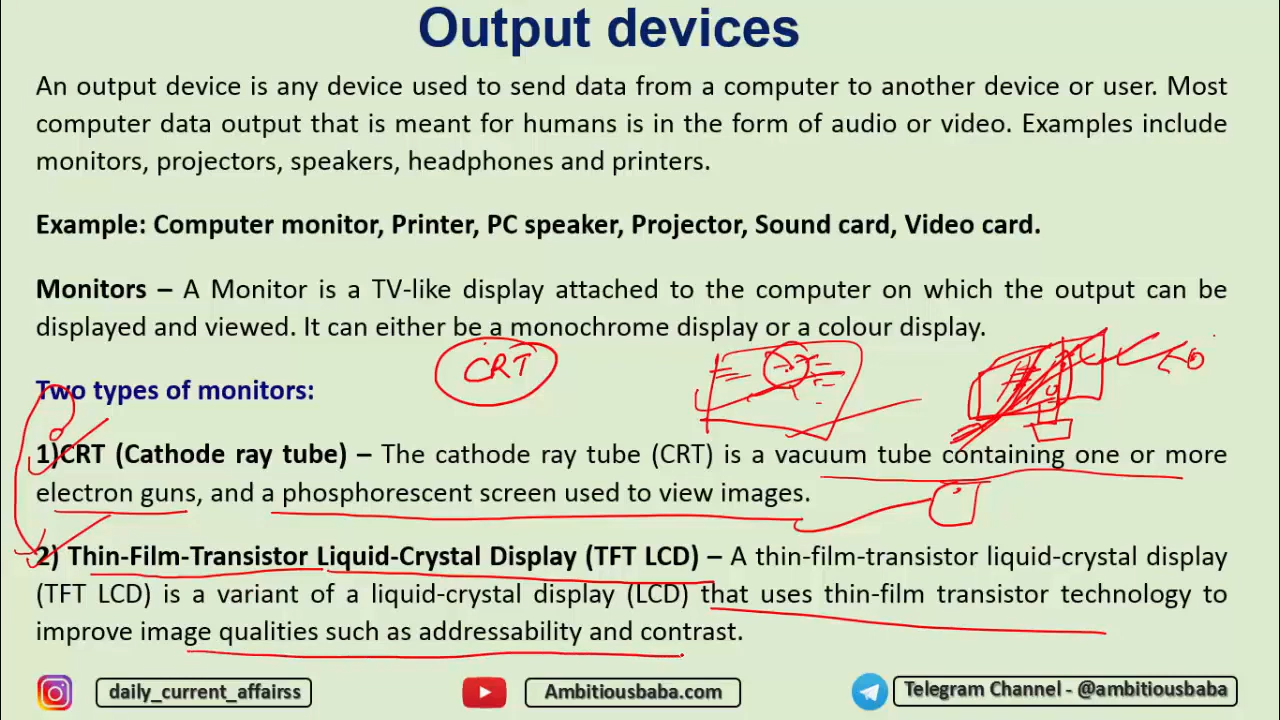 Output devices
An output device is any device used to send data from a computer to another device or user. Most
computer data output that is meant for humans is in the form of audio or video. Examples include
monitors, projectors, speakers, headphones and printers.
Example: Computer monitor, Printer, PC speaker, Projector, Sound card, Video card.
Monitors – A Monitor is a TV-like display attached to the computer on which the output can be
displayed and viewed. It can either be a monochrome display or a colour display.
CRT
Two types of monitors:
1)CRT (Cathode ray tube) – The cathode ray tube (CRT) is a vacuum tube containing one or more
electron guns, and a phosphorescent screen used to view images.
2) Thin-Film-Transistor Liquid-Crystal Display (TFT LCD) – A thin-film-transistor liquid-crystal display
(TFT LCD) is a variant of a liquid-crystal display (LCD) that uses thin-film transistor technology to
improve image qualities such as addressability and contrast.
daily_current_affairss
Ambitiousbaba.com
Telegram Channel - @ambitiousbaba